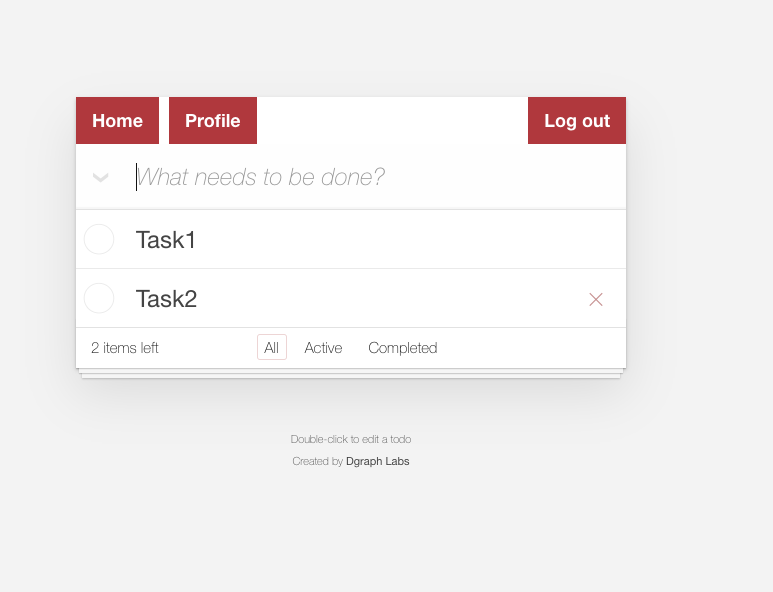 Home Profile Log out
What needs to be done?
Task1
Task2
2 items left All Active Completed
Double-click to edit a todo
Created by Dgraph Labs